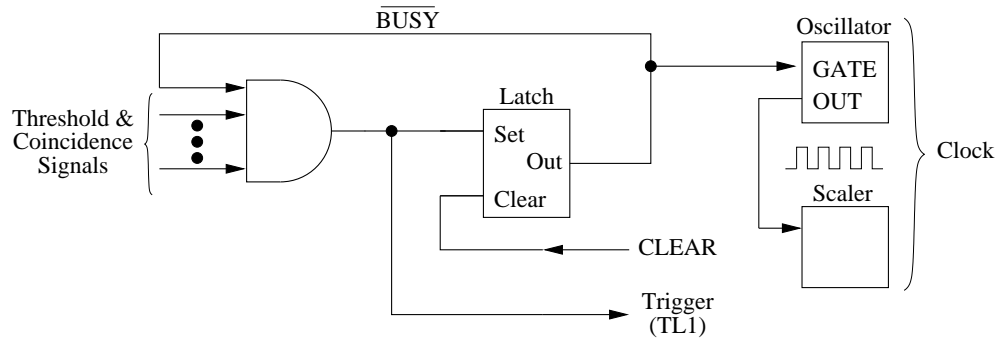 BUSY
Oscillator
GATE
OUT
Latch
Set
Out
Clear
Threshold &
Coincidence
Signals
Clock
Scaler
CLEAR
Trigger
(TL1)